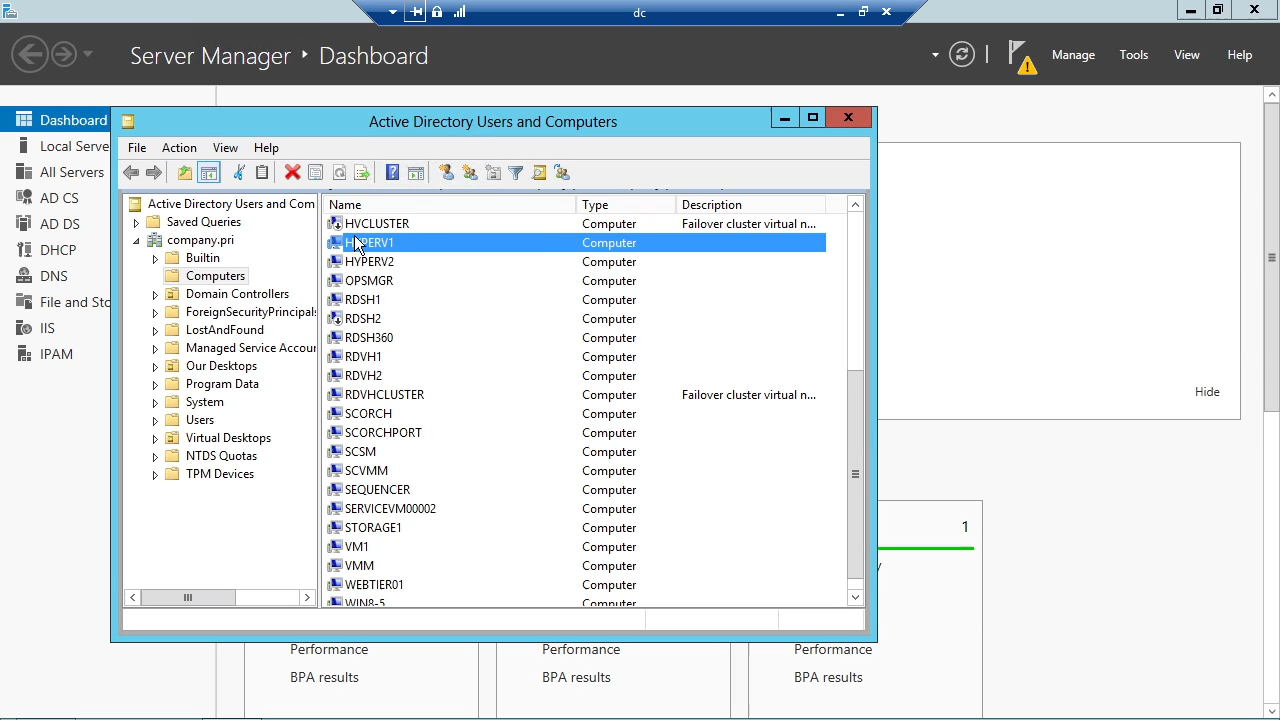 dc
Server Manager ‣ Dashboard
Manage
Tools
View
Help
Dashboard
Local Serve
All Servers
AD CS
AD DS
DHCP
DNS
File and Sto
IIS
IPAM
Active Directory Users and Computers
File
Action
View
Help
Active Directory Users and Com
Saved Queries
company.pri
Builtin
Computers
Domain Controllers
ForeignSecurityPrincipals
LostAndFound
Managed Service Accour
Our Desktops
Program Data
System
Users
Virtual Desktops
NTDS Quotas
TPM Devices
Name Type Description
HVCLUSTER Computer Failover cluster virtual n...
HYPERV1 Computer
HYPERV2 Computer
OPSMGR Computer
RDSH1 Computer
RDSH2 Computer
RDSH360 Computer
RDVH1 Computer
RDVH2 Computer
RDVHCLUSTER Computer Failover cluster virtual n...
SCORCH Computer
SCORCHPORT Computer
SCSM Computer
SCVMM Computer
SEQUENCER Computer
SERVICEVM00002 Computer
STORAGE1 Computer
VM1 Computer
VMM Computer
WEBTIER01 Computer
WIN8-5 Computer
Hide
1
Performance
BPA results
Performance
BPA results
Performance
BPA results